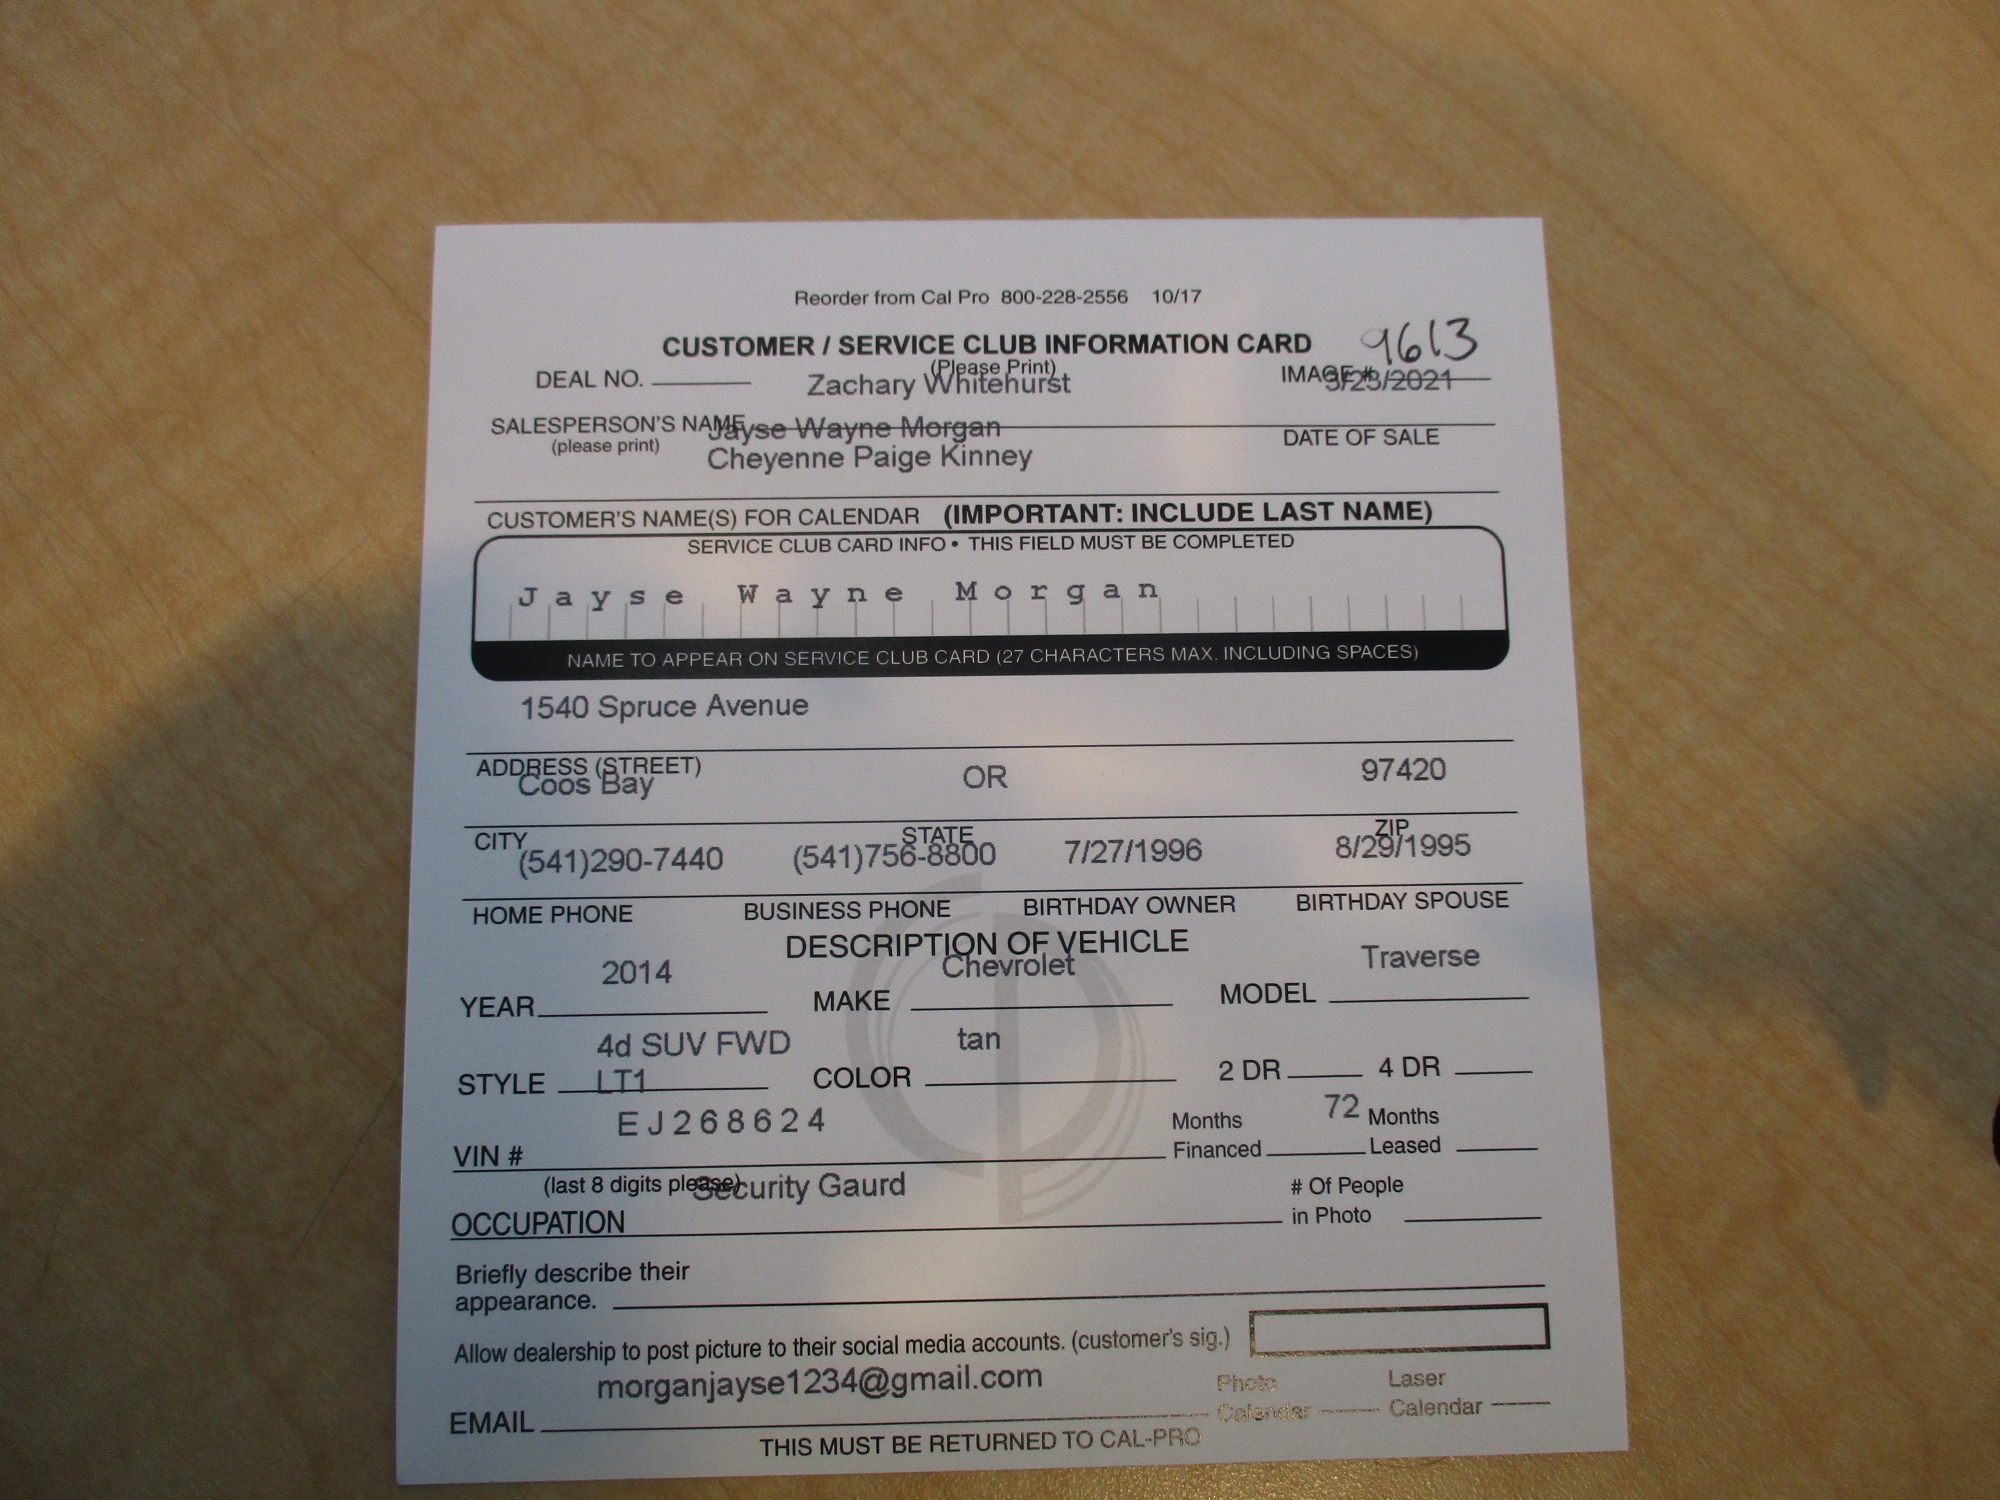 Reorder from Cal Pro 800-228-2556 10/17
CUSTOMER / SERVICE CLUB INFORMATION CARD 9613
(Please Print)
DEAL NO. Zachary Whitehurst IMAGE # 3/23/2021
SALESPERSON'S NAME Jayse Wayne Morgan DATE OF SALE
(please print) Cheyenne Paige Kinney
CUSTOMER'S NAME(S) FOR CALENDAR (IMPORTANT: INCLUDE LAST NAME)
SERVICE CLUB CARD INFO • THIS FIELD MUST BE COMPLETED
Jayse Wayne Morgan
NAME TO APPEAR ON SERVICE CLUB CARD (27 CHARACTERS MAX. INCLUDING SPACES)
1540 Spruce Avenue
ADDRESS (STREET)
Coos Bay OR 97420
CITY STATE ZIP
(541)290-7440 (541)756-8800 7/27/1996 8/29/1995
HOME PHONE BUSINESS PHONE BIRTHDAY OWNER BIRTHDAY SPOUSE
DESCRIPTION OF VEHICLE
2014 Chevrolet Traverse
YEAR MAKE MODEL
4d SUV FWD tan
STYLE LT1 COLOR 2 DR 4 DR
EJ268624 Months 72 Months
VIN # Financed Leased
(last 8 digits please) Security Gaurd # Of People
OCCUPATION in Photo
Briefly describe their
appearance.
Allow dealership to post picture to their social media accounts. (customer's sig.)
morganjayse1234@gmail.com Photo Laser
EMAIL Calendar Calendar
THIS MUST BE RETURNED TO CAL-PRO